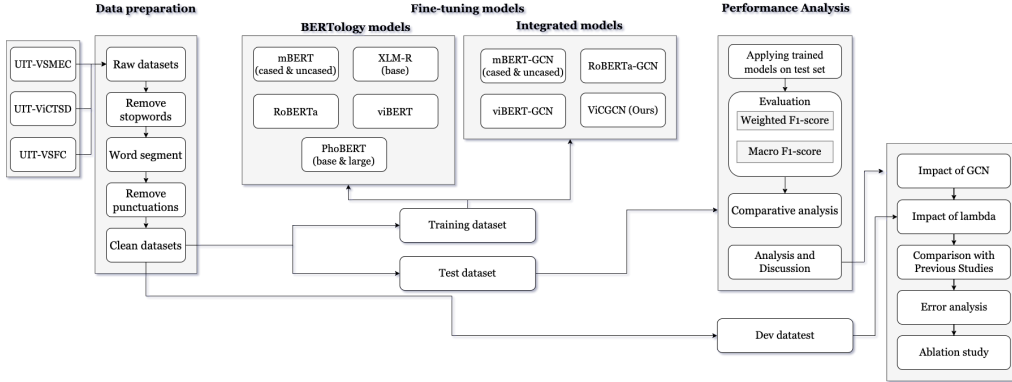 Data preparation
Fine-tuning models
Performance Analysis
BERTology models
Integrated models
UIT-VSMEC
UIT-ViCTSD
UIT-VSFC
Raw datasets
Remove
stopwords
Word segment
Remove
punctuations
Clean datasets
mBERT
(cased & uncased)
XLM-R
(base)
RoBERTa
viBERT
PhoBERT
(base & large)
mBERT-GCN
(cased & uncased)
RoBERTa-GCN
viBERT-GCN
ViCGCN (Ours)
Training dataset
Test dataset
Applying trained
models on test set
Evaluation
Weighted F1-score
Macro F1-score
Comparative analysis
Analysis and
Discussion
Dev datatest
Impact of GCN
Impact of lambda
Comparison with
Previous Studies
Error analysis
Ablation study